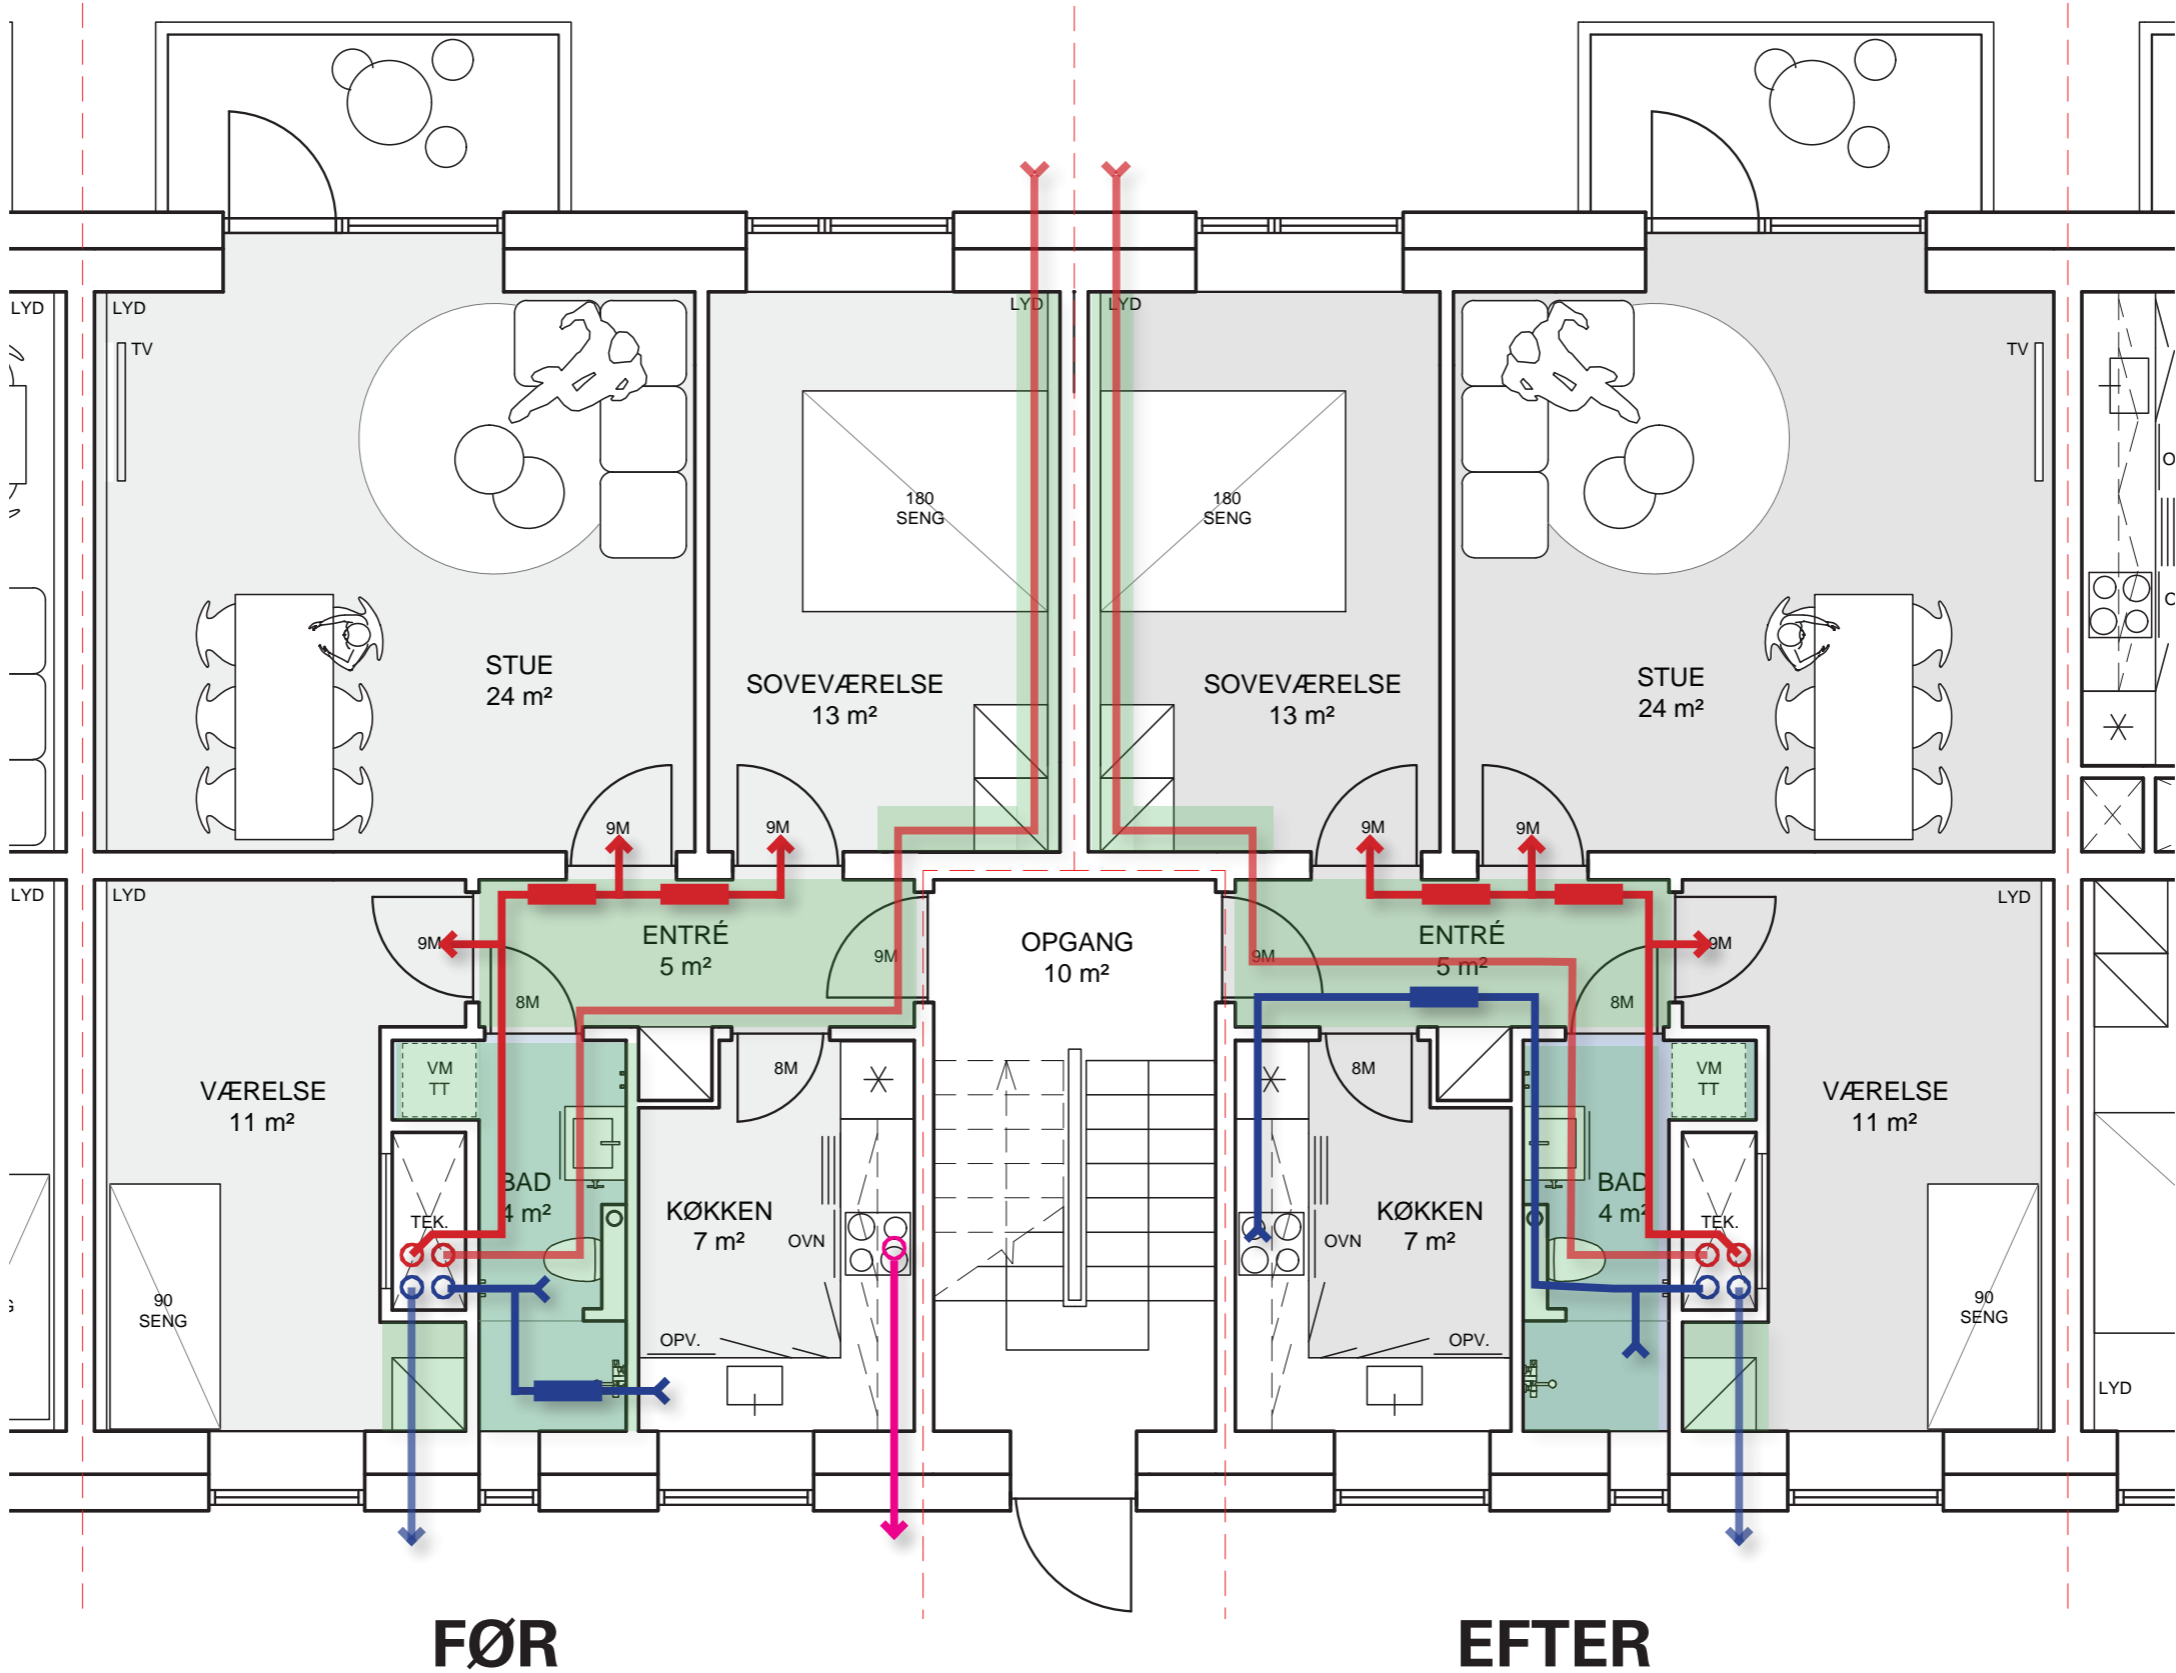 LYD
LYD
LYD
LYD
TV
TV
180
SENG
180
SENG
STUE
24 m²
SOVEVÆRELSE
13 m²
SOVEVÆRELSE
13 m²
STUE
24 m²
9M
9M
9M
9M
LYD
LYD
LYD
9M
ENTRÉ
5 m²
9M
OPGANG
10 m²
9M
ENTRÉ
5 m²
9M
8M
8M
VM
TT
8M
8M
VM
TT
VÆRELSE
11 m²
VÆRELSE
11 m²
BAD
4 m²
TEK.
KØKKEN
7 m²
OVN
OVN
KØKKEN
7 m²
BAD
4 m²
TEK.
90
SENG
OPV.
OPV.
90
SENG
LYD
FØR
EFTER